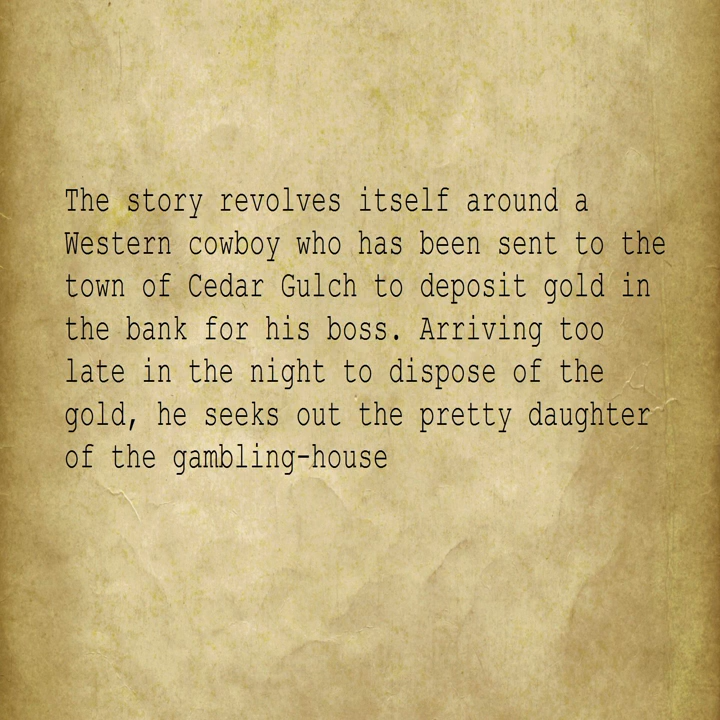 The story revolves itself around a
Western cowboy who has been sent to the
town of Cedar Gulch to deposit gold in
the bank for his boss. Arriving too
late in the night to dispose of the
gold, he seeks out the pretty daughter
of the gambling-house